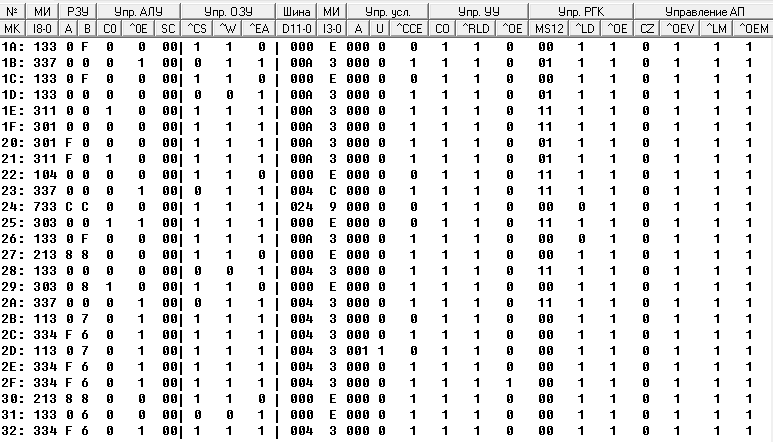 № МИ РЗУ Упр. АЛУ Упр. ОЗУ Шина МИ Упр. усл. Упр. УУ Упр. РГК Управление АП
МК I8-0 A B C0 ^OE SC ^CS ^W ^EA D11-0 I3-0 A U ^CCE CO ^RLD ^OE MS12 ^LD ^OE CZ ^OEV ^LM ^OEM
1A: 133 0 F 0 0 00| 1 1 0 | 000 E 000 0 0 1 1 0 00 1 1 0 1 1 1
1B: 337 0 0 0 1 00| 0 1 1 | 00A 3 000 0 1 1 1 0 01 1 1 0 1 1 1
1C: 133 0 F 0 0 00| 1 1 0 | 000 E 000 0 0 1 1 0 00 1 1 0 1 1 1
1D: 133 0 0 0 0 00| 0 0 1 | 00A 3 000 0 1 1 1 0 01 1 1 0 1 1 1
1E: 311 0 0 1 0 00| 1 1 1 | 00A 3 000 0 1 1 1 0 11 1 1 0 1 1 1
1F: 301 0 0 0 0 00| 1 1 1 | 00A 3 000 0 1 1 1 0 11 1 1 0 1 1 1
20: 301 F 0 0 0 00| 1 1 1 | 00A 3 000 0 1 1 1 0 01 1 1 0 1 1 1
21: 311 F 0 1 0 00| 1 1 1 | 00A 3 000 0 1 1 1 0 01 1 1 0 1 1 1
22: 104 0 0 0 0 00| 1 1 0 | 000 E 000 0 0 1 1 0 11 1 1 0 1 1 1
23: 337 0 0 0 1 00| 0 1 1 | 004 C 000 0 1 1 1 0 11 1 1 0 1 1 1
24: 733 C C 0 0 00| 1 1 1 | 024 9 000 0 1 1 1 0 00 0 1 0 1 1 1
25: 303 0 0 1 1 00| 1 1 0 | 000 E 000 0 0 1 1 0 11 1 1 0 1 1 1
26: 133 0 F 0 0 00| 1 1 1 | 00A 3 000 0 1 1 1 0 00 0 1 0 1 1 1
27: 213 8 8 0 0 00| 1 1 0 | 000 E 000 0 1 1 1 0 00 1 1 0 1 1 1
28: 133 0 0 0 0 00| 0 0 1 | 004 3 000 0 1 1 1 0 11 1 1 0 1 1 1
29: 303 0 8 1 0 00| 1 1 0 | 000 E 000 0 1 1 1 0 00 1 1 0 1 1 1
2A: 337 0 0 0 1 00| 0 1 1 | 004 3 000 0 1 1 1 0 11 1 1 0 1 1 1
2B: 113 0 7 0 1 00| 1 1 1 | 004 3 000 0 0 1 1 0 00 1 1 0 1 1 1
2C: 334 F 6 0 1 00| 1 1 1 | 004 3 000 0 1 1 1 0 00 1 1 0 1 1 1
2D: 113 0 7 0 1 00| 1 1 1 | 004 3 001 1 0 1 1 0 00 1 1 0 1 1 1
2E: 334 F 6 0 1 00| 1 1 1 | 004 3 000 0 1 1 1 0 00 1 1 0 1 1 1
2F: 334 F 6 0 1 00| 1 1 1 | 004 3 000 0 1 1 1 1 00 1 1 0 1 1 1
30: 213 8 8 0 0 00| 1 1 0 | 000 E 000 0 1 1 1 0 00 1 1 0 1 1 1
31: 133 0 6 0 0 00| 0 0 1 | 000 E 000 0 1 1 1 0 00 1 1 0 1 1 1
32: 334 F 6 0 1 00| 1 1 1 | 004 3 000 0 1 1 1 0 00 1 1 0 1 1 1